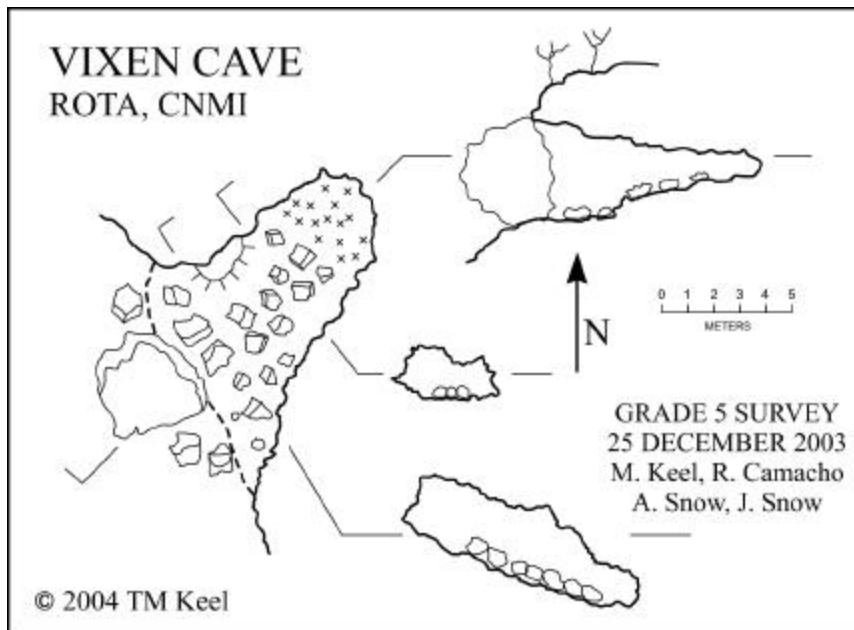 VIXEN CAVE
ROTA, CNMI
N
0 1 2 3 4 5
METERS
GRADE 5 SURVEY
25 DECEMBER 2003
M. Keel, R. Camacho
A. Snow, J. Snow
© 2004 TM Keel